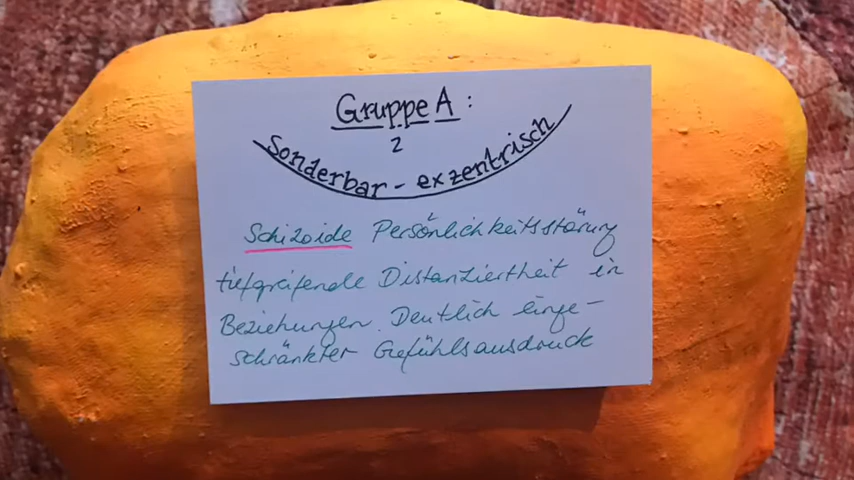 Gruppe A:
2
Sonderbar - exzentrisch
Schizoide Persönlichkeitsstörung
tiefgreifende Distanziertheit in
Beziehungen. Deutlich einge-
schränkter Gefühlsausdruck